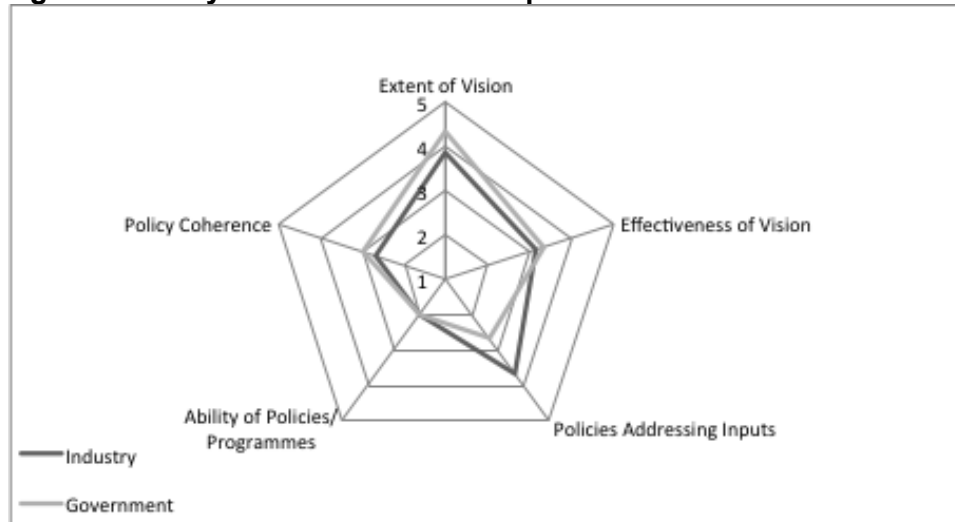 Extent of Vision
5
4
3
2
1
Policy Coherence
Effectiveness of Vision
Ability of Policies/
Programmes
Policies Addressing Inputs
Industry
Government